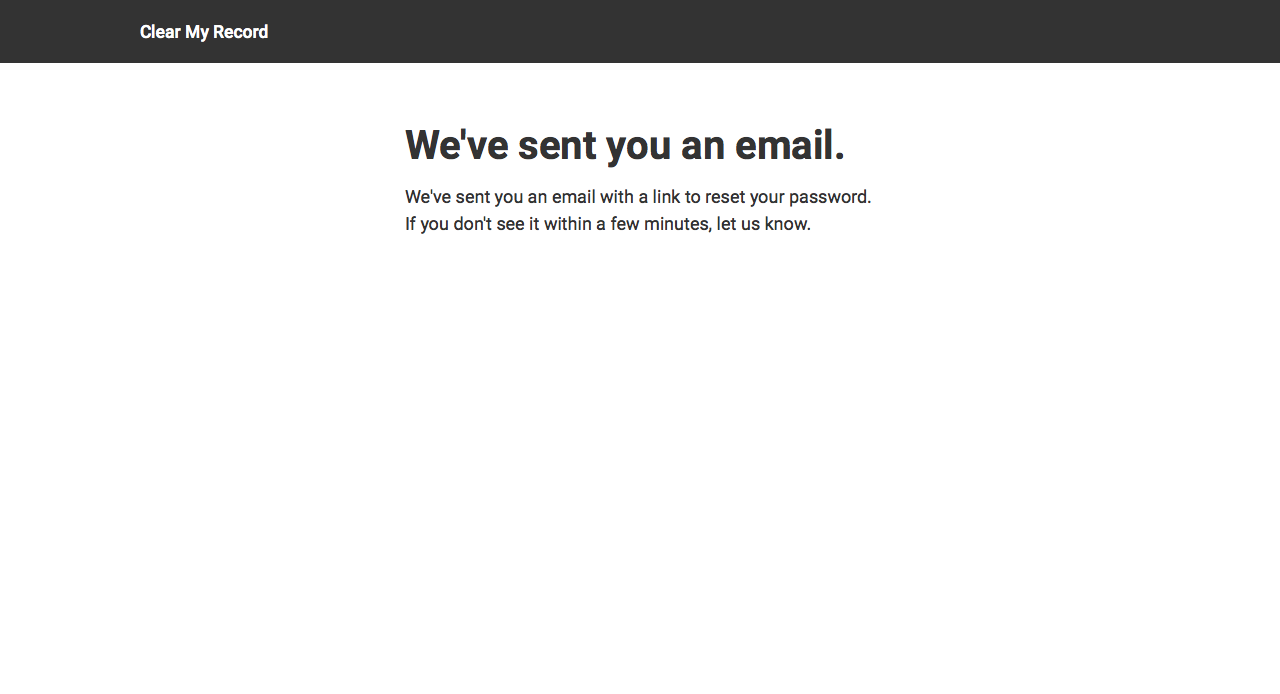 Clear My Record
We've sent you an email.
We've sent you an email with a link to reset your password.
If you don't see it within a few minutes, let us know.